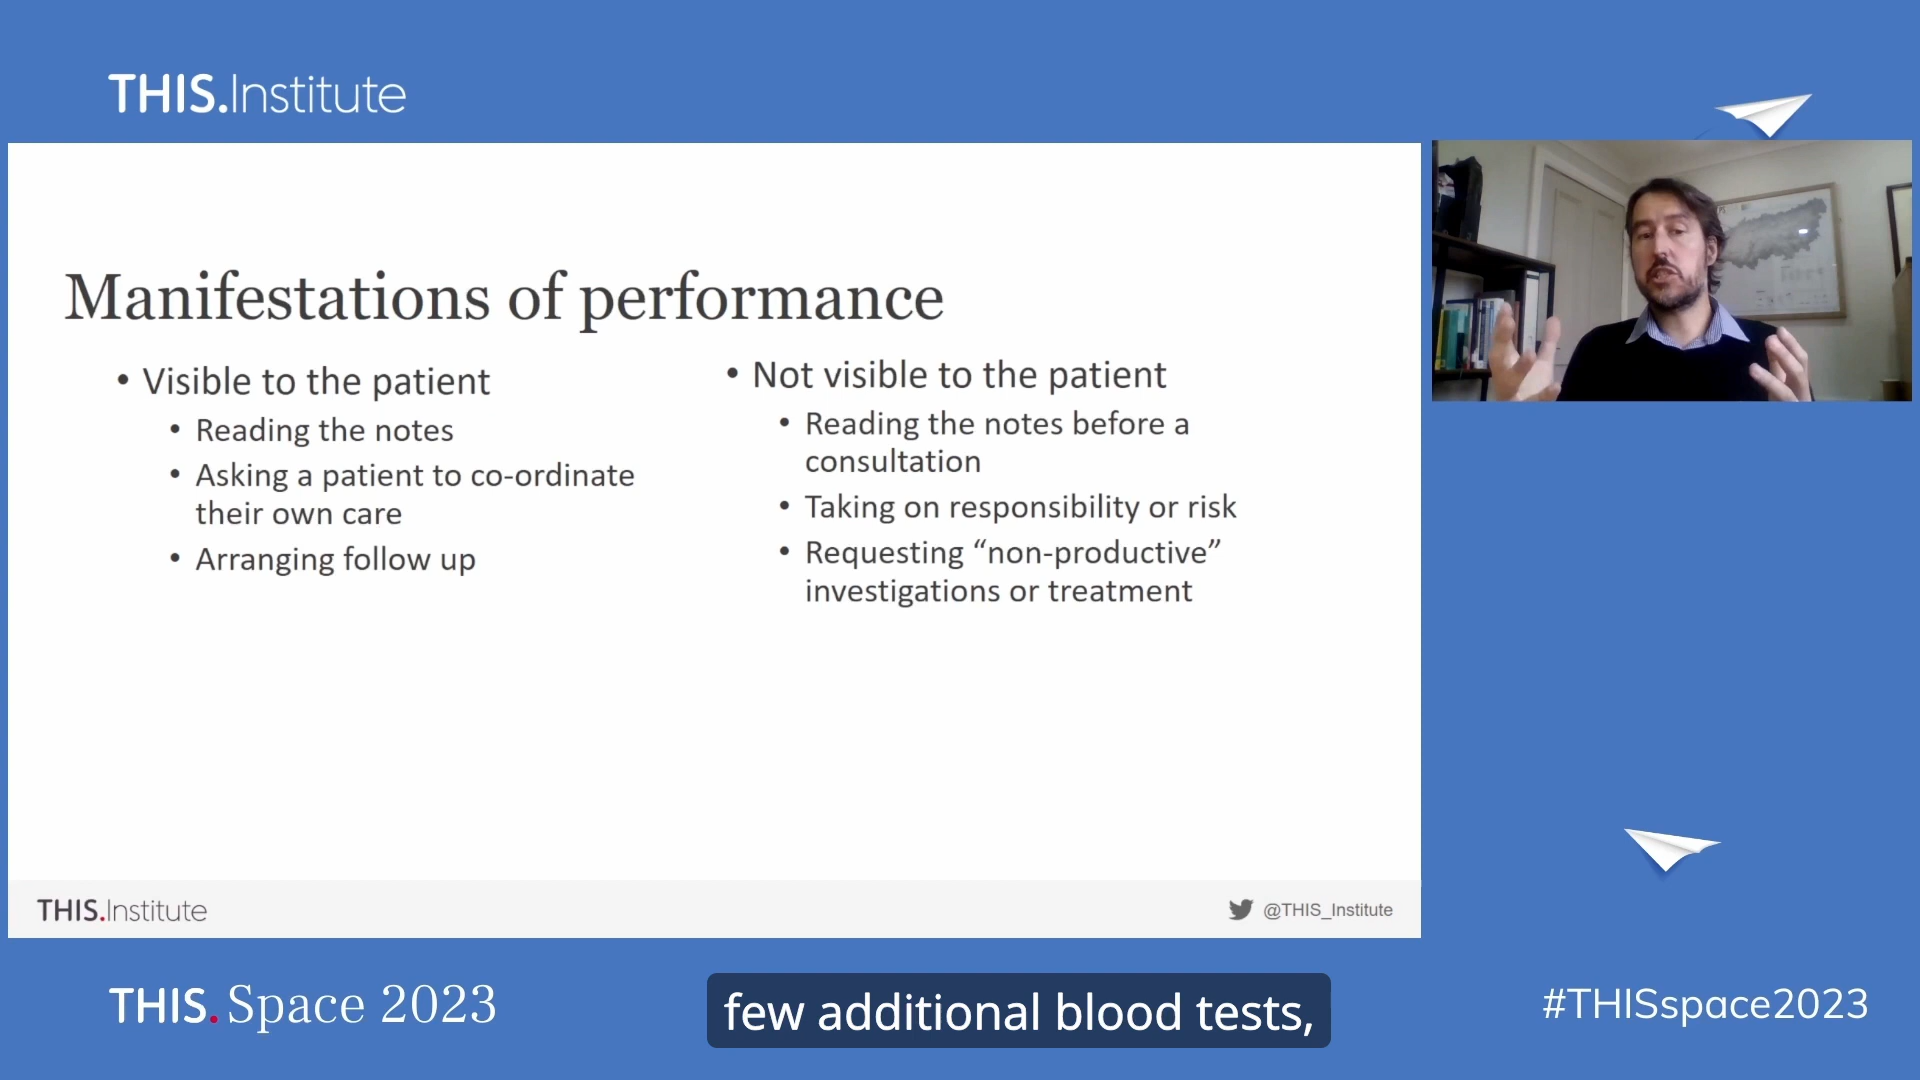 THIS.Institute
Manifestations of performance
• Visible to the patient
• Reading the notes
• Asking a patient to co-ordinate
their own care
• Arranging follow up
• Not visible to the patient
• Reading the notes before a
consultation
• Taking on responsibility or risk
• Requesting “non-productive”
investigations or treatment
THIS.Institute
@THIS_Institute
THIS. Space 2023
few additional blood tests,
#THISspace2023